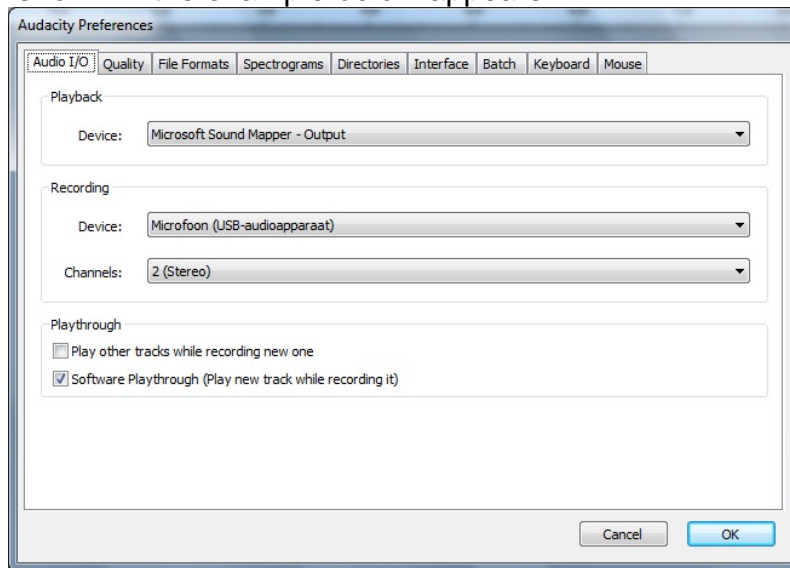 Audacity Preferences
Audio I/O Quality File Formats Spectrograms Directories Interface Batch Keyboard Mouse
Playback
Device: Microsoft Sound Mapper - Output
Recording
Device: Microfoon (USB-audioapparaat)
Channels: 2 (Stereo)
Playthrough
Play other tracks while recording new one
Software Playthrough (Play new track while recording it)
Cancel OK